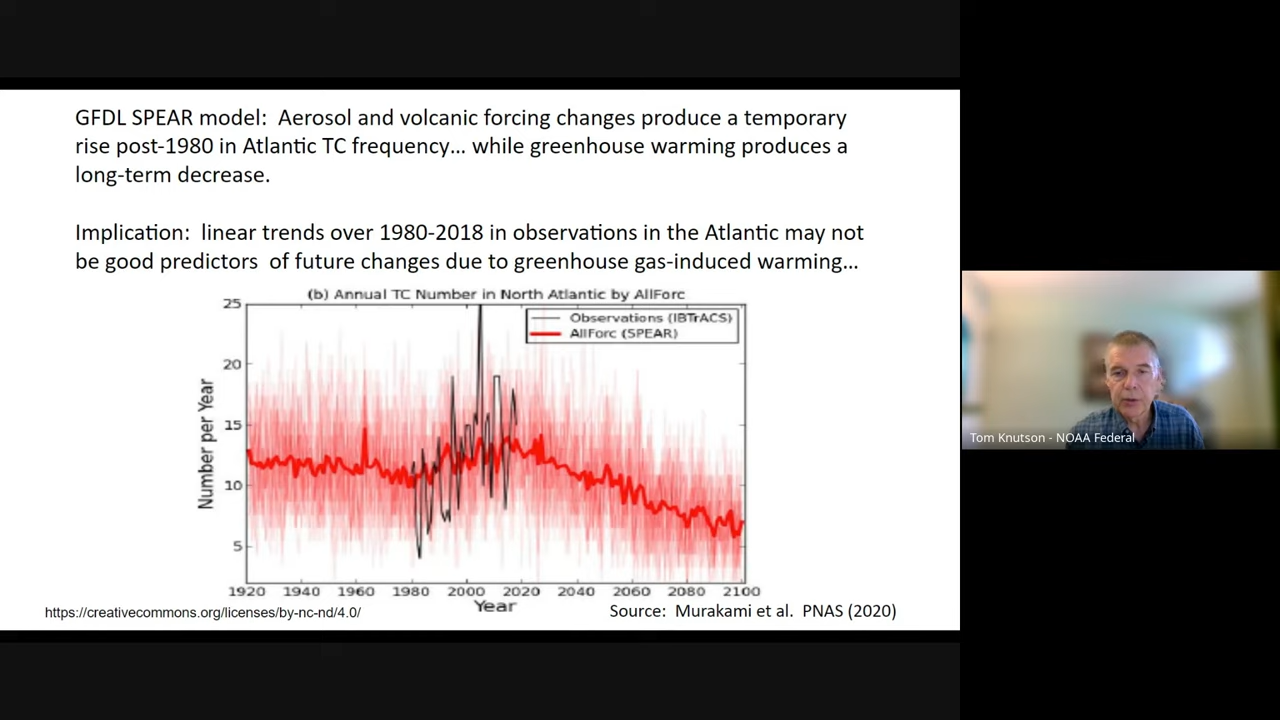 GFDL SPEAR model:  Aerosol and volcanic forcing changes produce a temporary
rise post-1980 in Atlantic TC frequency... while greenhouse warming produces a
long-term decrease.
Implication:  linear trends over 1980-2018 in observations in the Atlantic may not
be good predictors  of future changes due to greenhouse gas-induced warming...
(b) Annual TC Number in North Atlantic by AllForc
Observations (IBTrACS)
AllForc (SPEAR)
Number per Year
25
20
15
10
5
1920 1940 1960 1980 2000 2020 2040 2060 2080 2100
Year
https://creativecommons.org/licenses/by-nc-nd/4.0/
Source:  Murakami et al.  PNAS (2020)
Tom Knutson - NOAA Federal